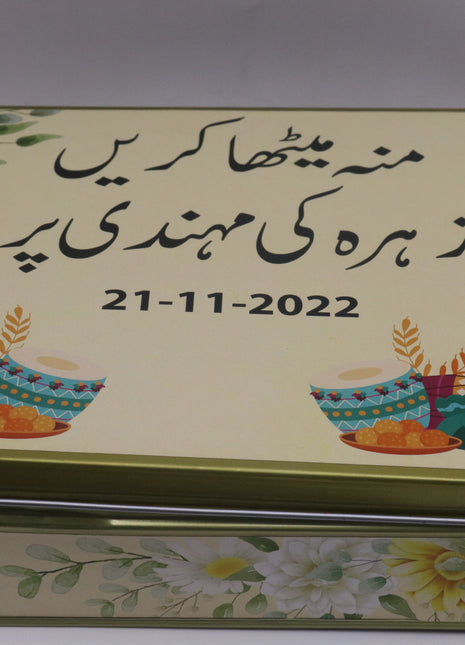 منہ میٹھا کریں
زہرہ کی مہندی پر
21-11-2022